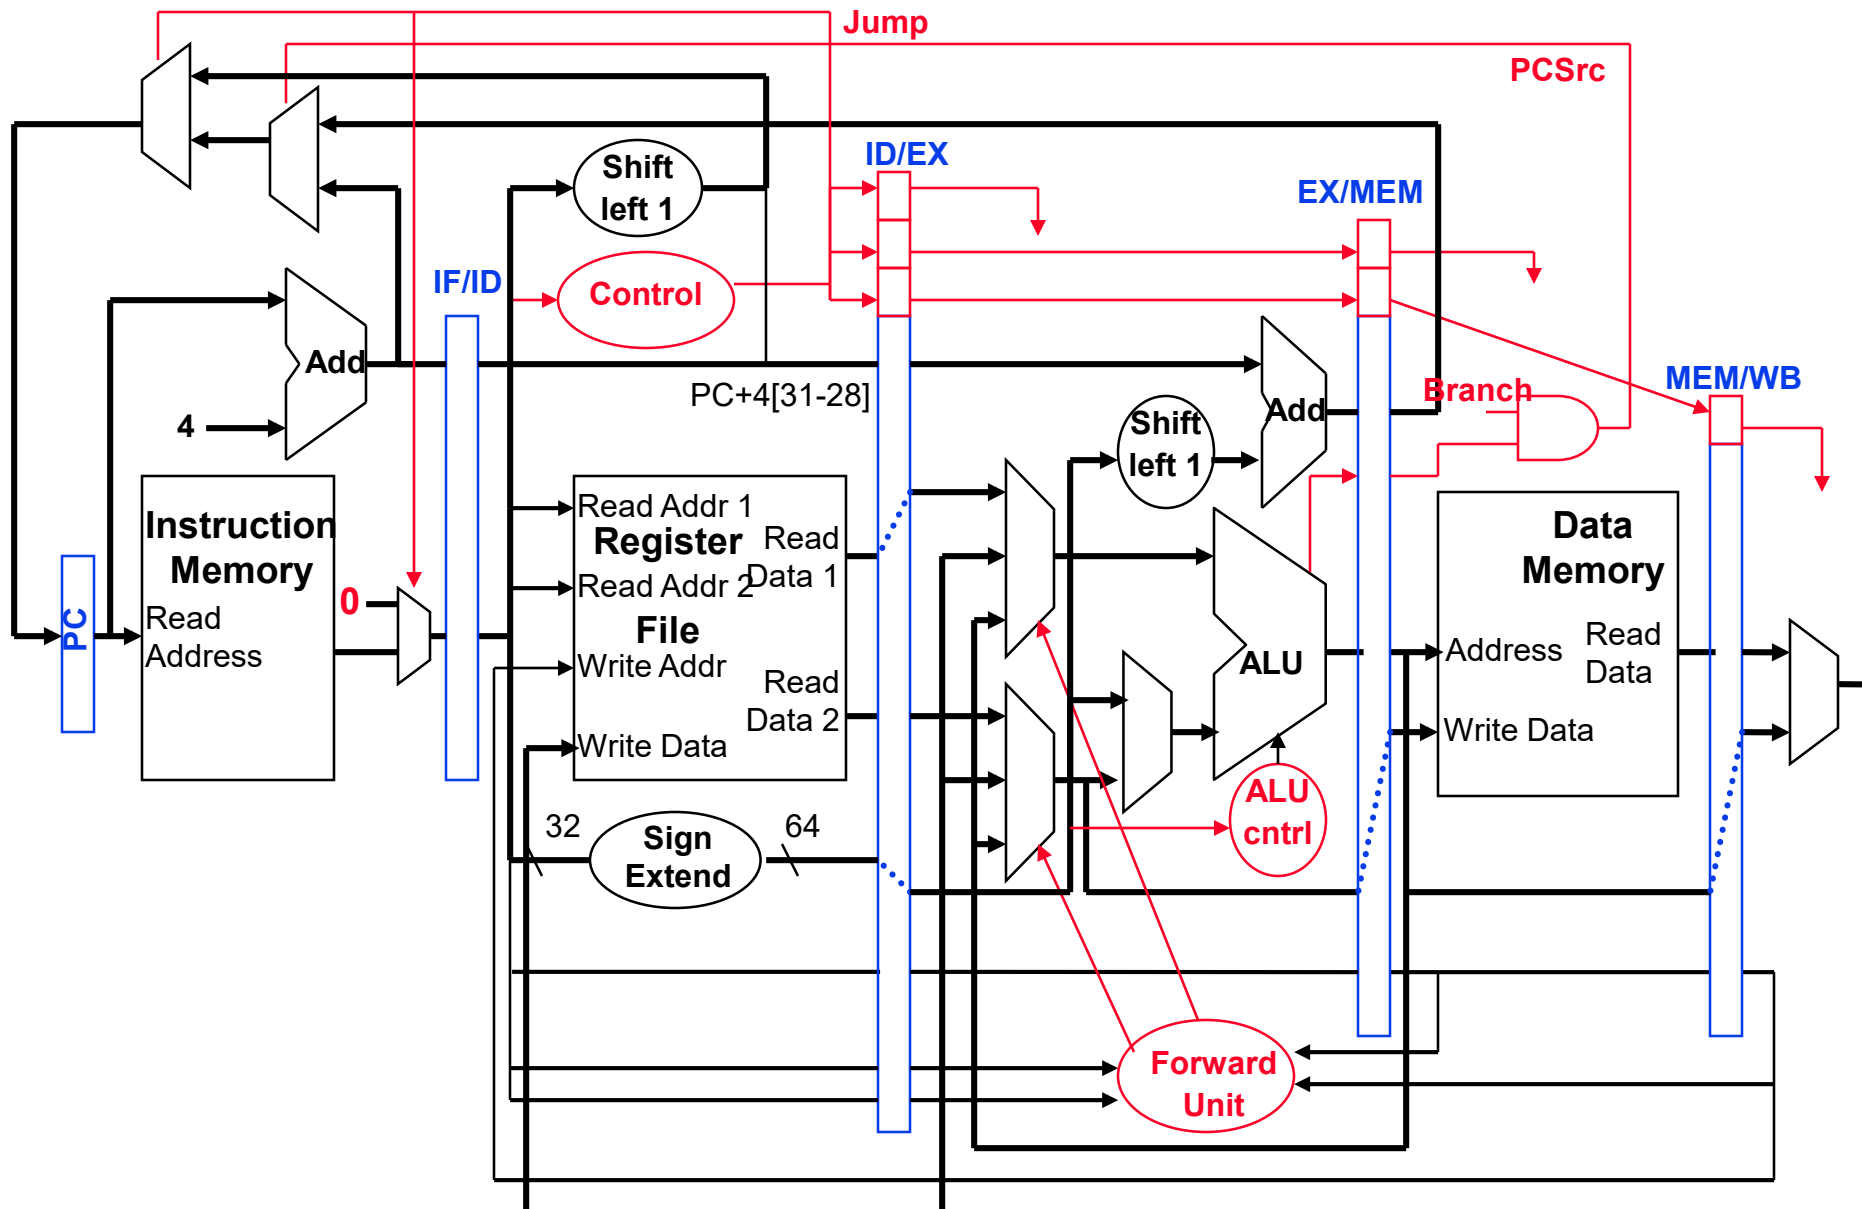 Jump
PCSrc
Shift
left 1
ID/EX
EX/MEM
IF/ID
Control
Add
PC+4[31-28]
4
Branch
MEM/WB
Shift
left 1
Add
Instruction
Memory
Read
Address
0
PC
Read Addr 1
Register
Read
Data 1
Read Addr 2
File
Write Addr
Read
Data 2
Write Data
ALU
Data
Memory
Address
Read
Data
Write Data
ALU
cntrl
32
Sign
Extend
64
Forward
Unit